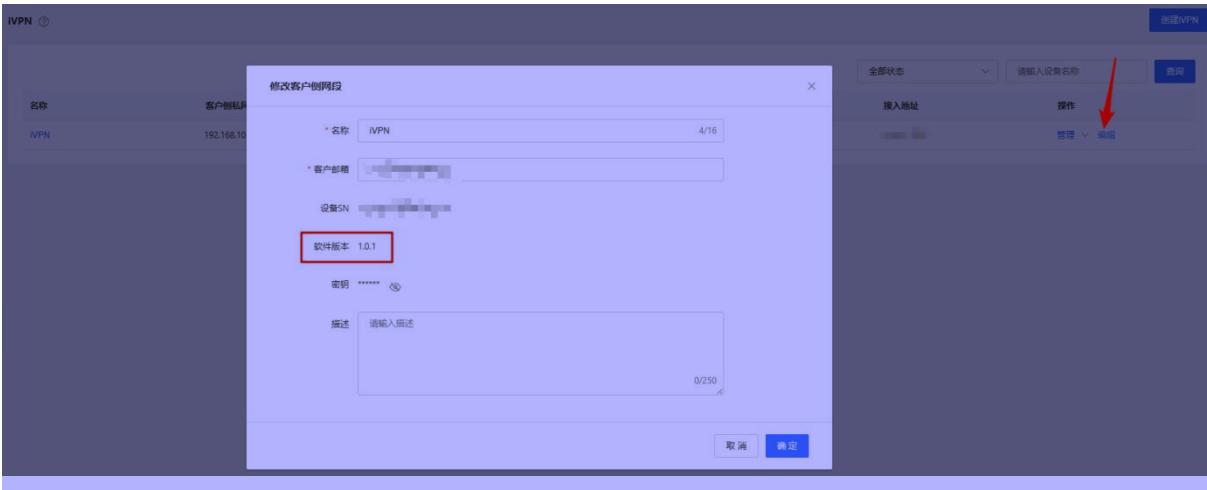 iVPN
创建iVPN
全部状态
请输入设备名称
查询
名称
客户侧私网
接入地址
操作
iVPN
192.168.10
管理
编辑
修改客户侧网段
* 名称 iVPN 4/16
* 客户邮箱
设备SN
软件版本 1.0.1
密钥 ******
描述 请输入描述
0/250
取消
确定